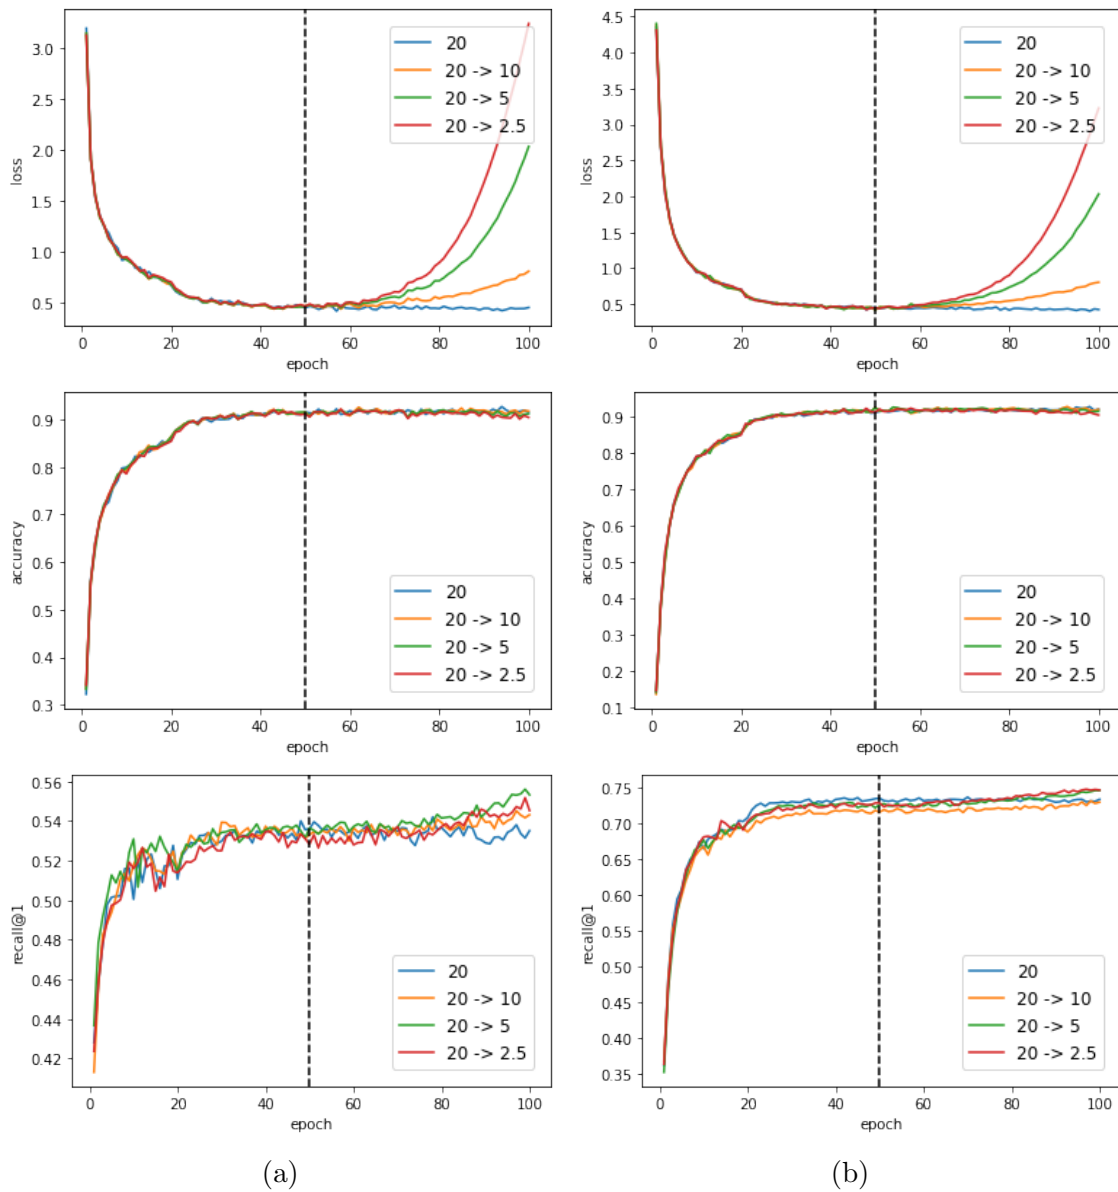 3.0
2.5
2.0
1.5
1.0
0.5
loss
0 20 40 60 80 100
epoch
20
20 -> 10
20 -> 5
20 -> 2.5
4.5
4.0
3.5
3.0
2.5
2.0
1.5
1.0
0.5
loss
0 20 40 60 80 100
epoch
20
20 -> 10
20 -> 5
20 -> 2.5
0.9
0.8
0.7
0.6
0.5
0.4
0.3
accuracy
0 20 40 60 80 100
epoch
20
20 -> 10
20 -> 5
20 -> 2.5
0.9
0.8
0.7
0.6
0.5
0.4
0.3
0.2
0.1
accuracy
0 20 40 60 80 100
epoch
20
20 -> 10
20 -> 5
20 -> 2.5
0.56
0.54
0.52
0.50
0.48
0.46
0.44
0.42
recall@1
0 20 40 60 80 100
epoch
20
20 -> 10
20 -> 5
20 -> 2.5
0.75
0.70
0.65
0.60
0.55
0.50
0.45
0.40
0.35
recall@1
0 20 40 60 80 100
epoch
20
20 -> 10
20 -> 5
20 -> 2.5
(a)
(b)